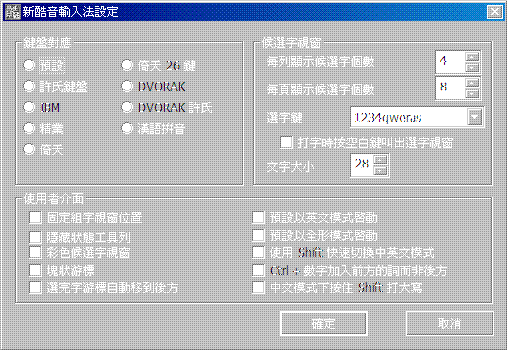 新酷音輸入法設定
鍵盤對應
預設
倚天 26 鍵
許氏鍵盤
DVORAK
IBM
DVORAK 許氏
精業
漢語拼音
倚天
候選字視窗
每列顯示候選字個數 4
每頁顯示候選字個數 8
選字鍵 1234qweras
打字時按空白鍵叫出選字視窗
文字大小 28
使用者介面
固定組字視窗位置
隱藏狀態工具列
彩色候選字視窗
塊狀游標
選完字游標自動移到後方
預設以英文模式啟動
預設以全形模式啟動
使用 Shift 快速切換中英文模式
Ctrl + 數字加入前方的詞而非後方
中文模式下按住 Shift 打大寫
確定
取消